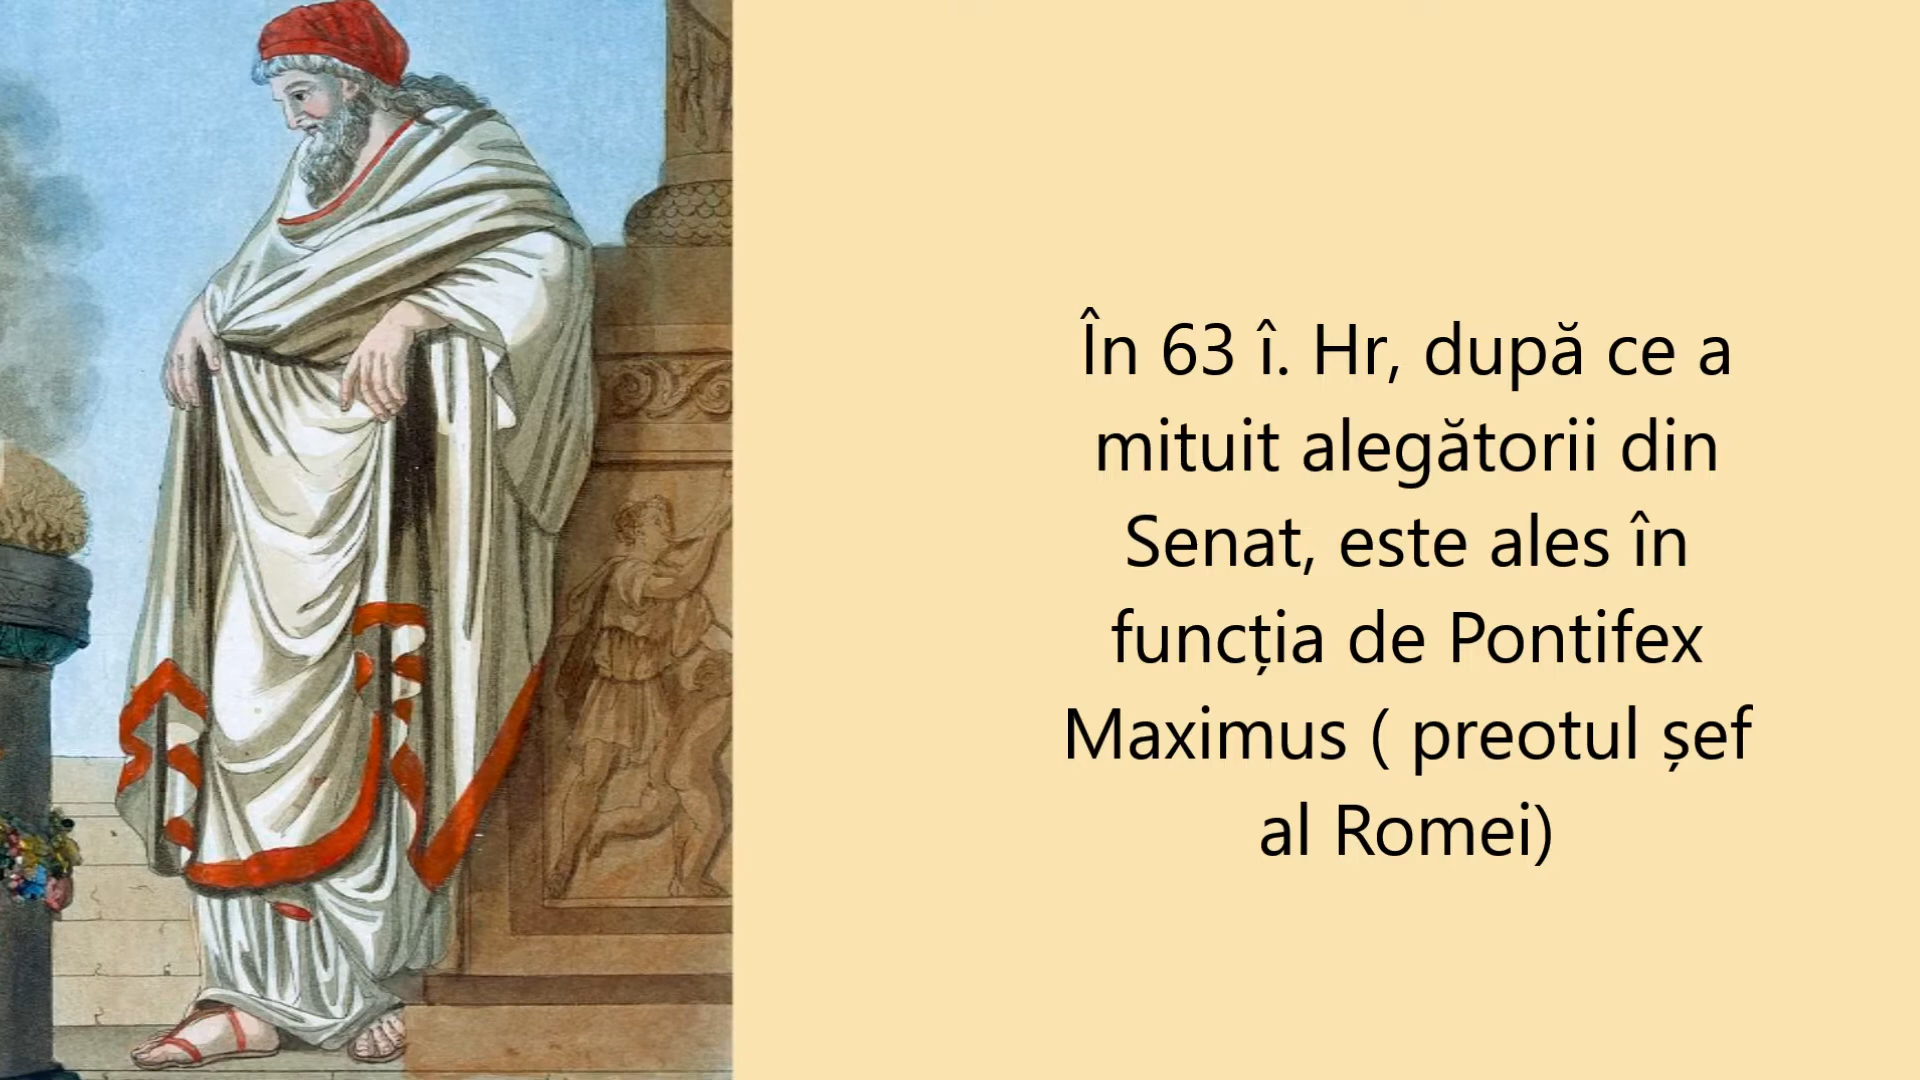 În 63 î. Hr, după ce a
mituit alegătorii din
Senat, este ales în
funcția de Pontifex
Maximus ( preotul șef
al Romei)